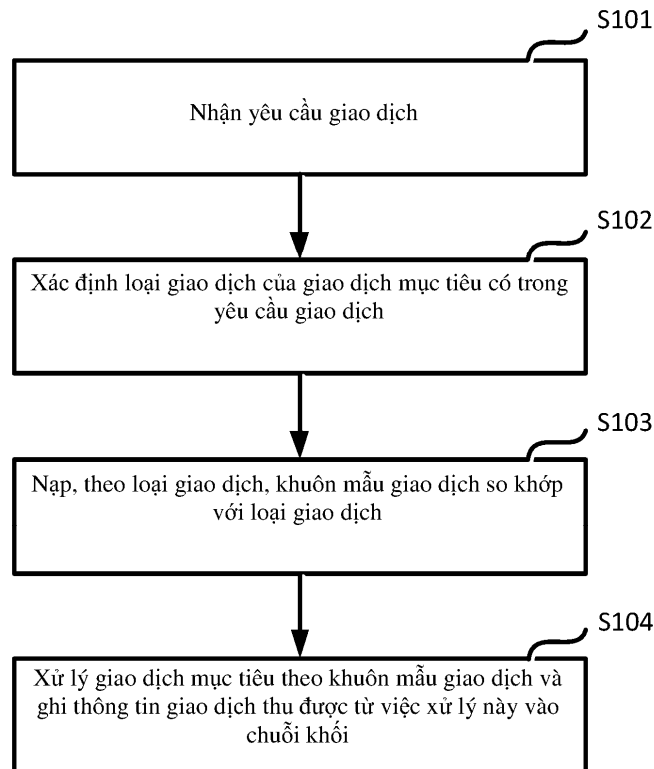 S101
Nhận yêu cầu giao dịch
S102
Xác định loại giao dịch của giao dịch mục tiêu có trong
yêu cầu giao dịch
S103
Nạp, theo loại giao dịch, khuôn mẫu giao dịch so khớp
với loại giao dịch
S104
Xử lý giao dịch mục tiêu theo khuôn mẫu giao dịch và
ghi thông tin giao dịch thu được từ việc xử lý này vào
chuỗi khối